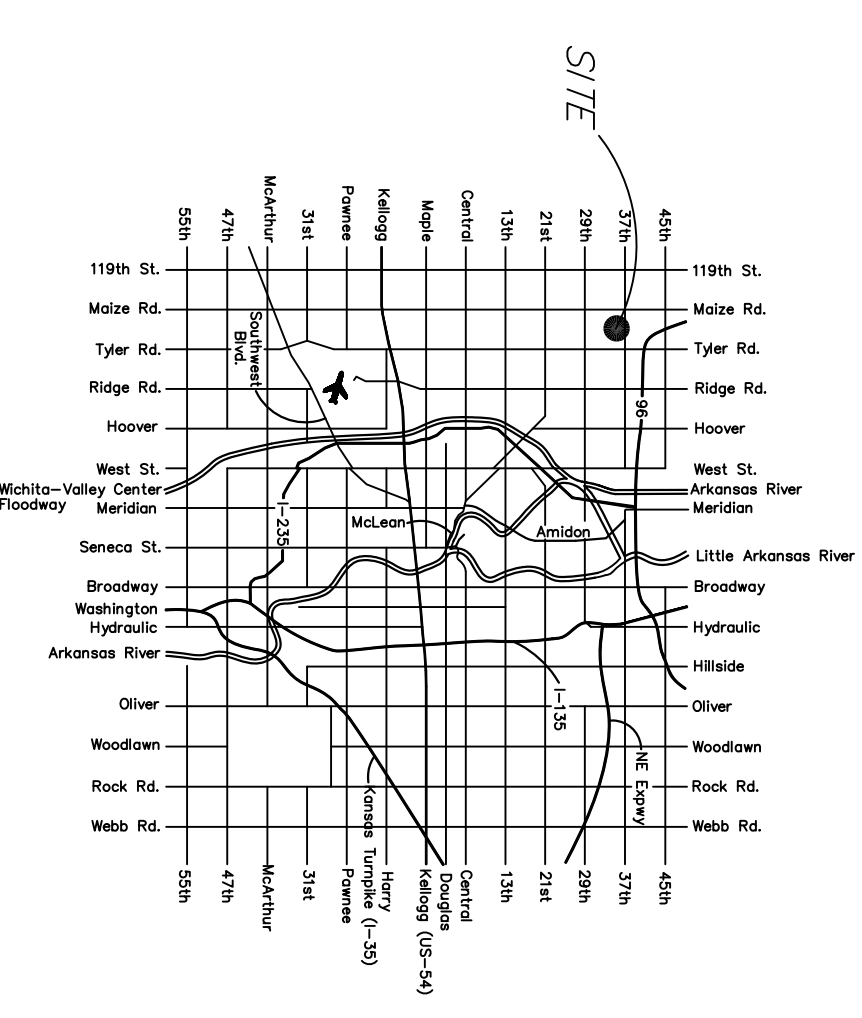 SITE
55th
47th
McArthur
31st
Pawnee
Kellogg
Maple
Central
13th
21st
29th
37th
45th
119th St.
119th St.
Maize Rd.
Maize Rd.
Southwest
Blvd.
Tyler Rd.
Tyler Rd.
Ridge Rd.
Ridge Rd.
96
Hoover
Hoover
West St.
West St.
Wichita-Valley Center
Floodway
Arkansas River
Meridian
Meridian
I-235
McLean
Amidon
Seneca St.
Little Arkansas River
Broadway
Broadway
Washington
Hydraulic
Hydraulic
Arkansas River
Hillside
I-135
Oliver
Oliver
Woodlawn
Woodlawn
NE Expwy
Rock Rd.
Rock Rd.
Kansas Turnpike (I-35)
Webb Rd.
Webb Rd.
55th
47th
McArthur
31st
Pawnee
Harry
Kellogg (US-54)
Douglas
Central
13th
21st
29th
37th
45th